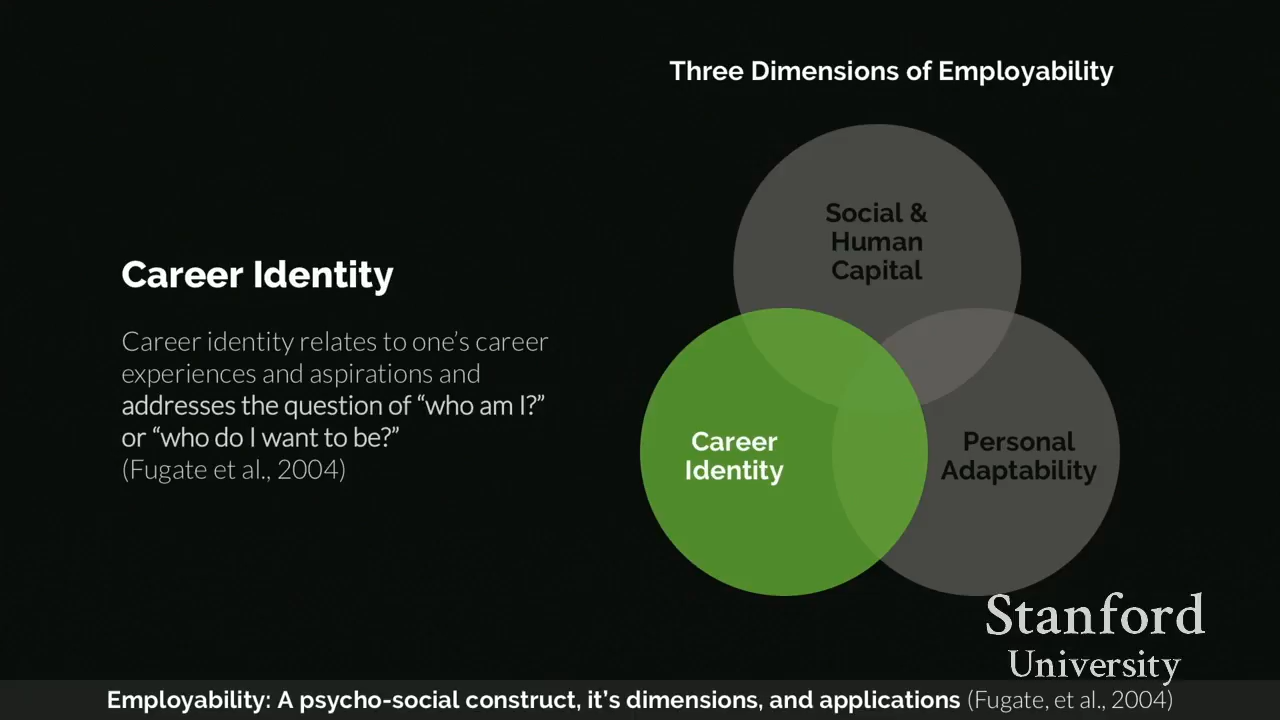 Three Dimensions of Employability
Social &
Human
Capital
Career Identity
Career identity relates to one’s career
experiences and aspirations and
addresses the question of “who am I?”
or “who do I want to be?”
(Fugate et al., 2004)
Career
Identity
Personal
Adaptability
Stanford
University
Employability: A psycho-social construct, it’s dimensions, and applications (Fugate, et al., 2004)